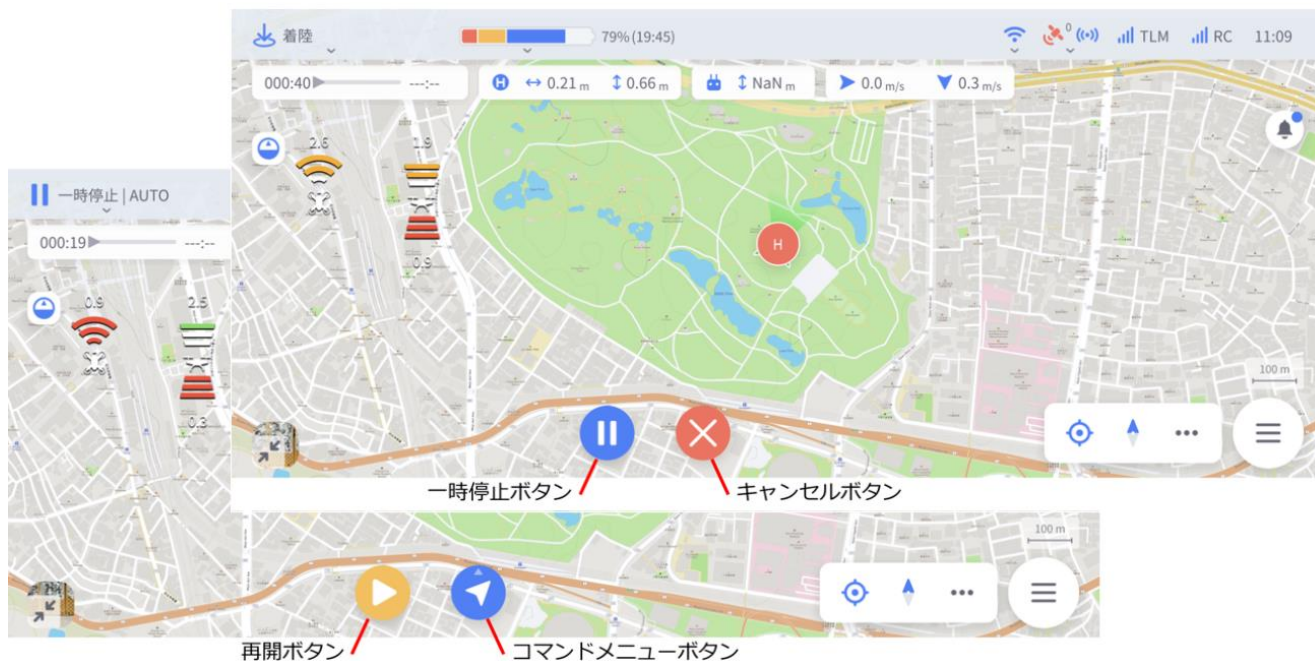 着陸
79% (19:45)
0
TLM
RC
11:09
000:40
---:--
H
0.21 m
0.66 m
NaN m
0.0 m/s
0.3 m/s
2.6
1.9
0.9
H
100 m
一時停止ボタン
キャンセルボタン
一時停止 | AUTO
000:19
---:--
0.9
2.5
0.3
100 m
再開ボタン
コマンドメニューボタン